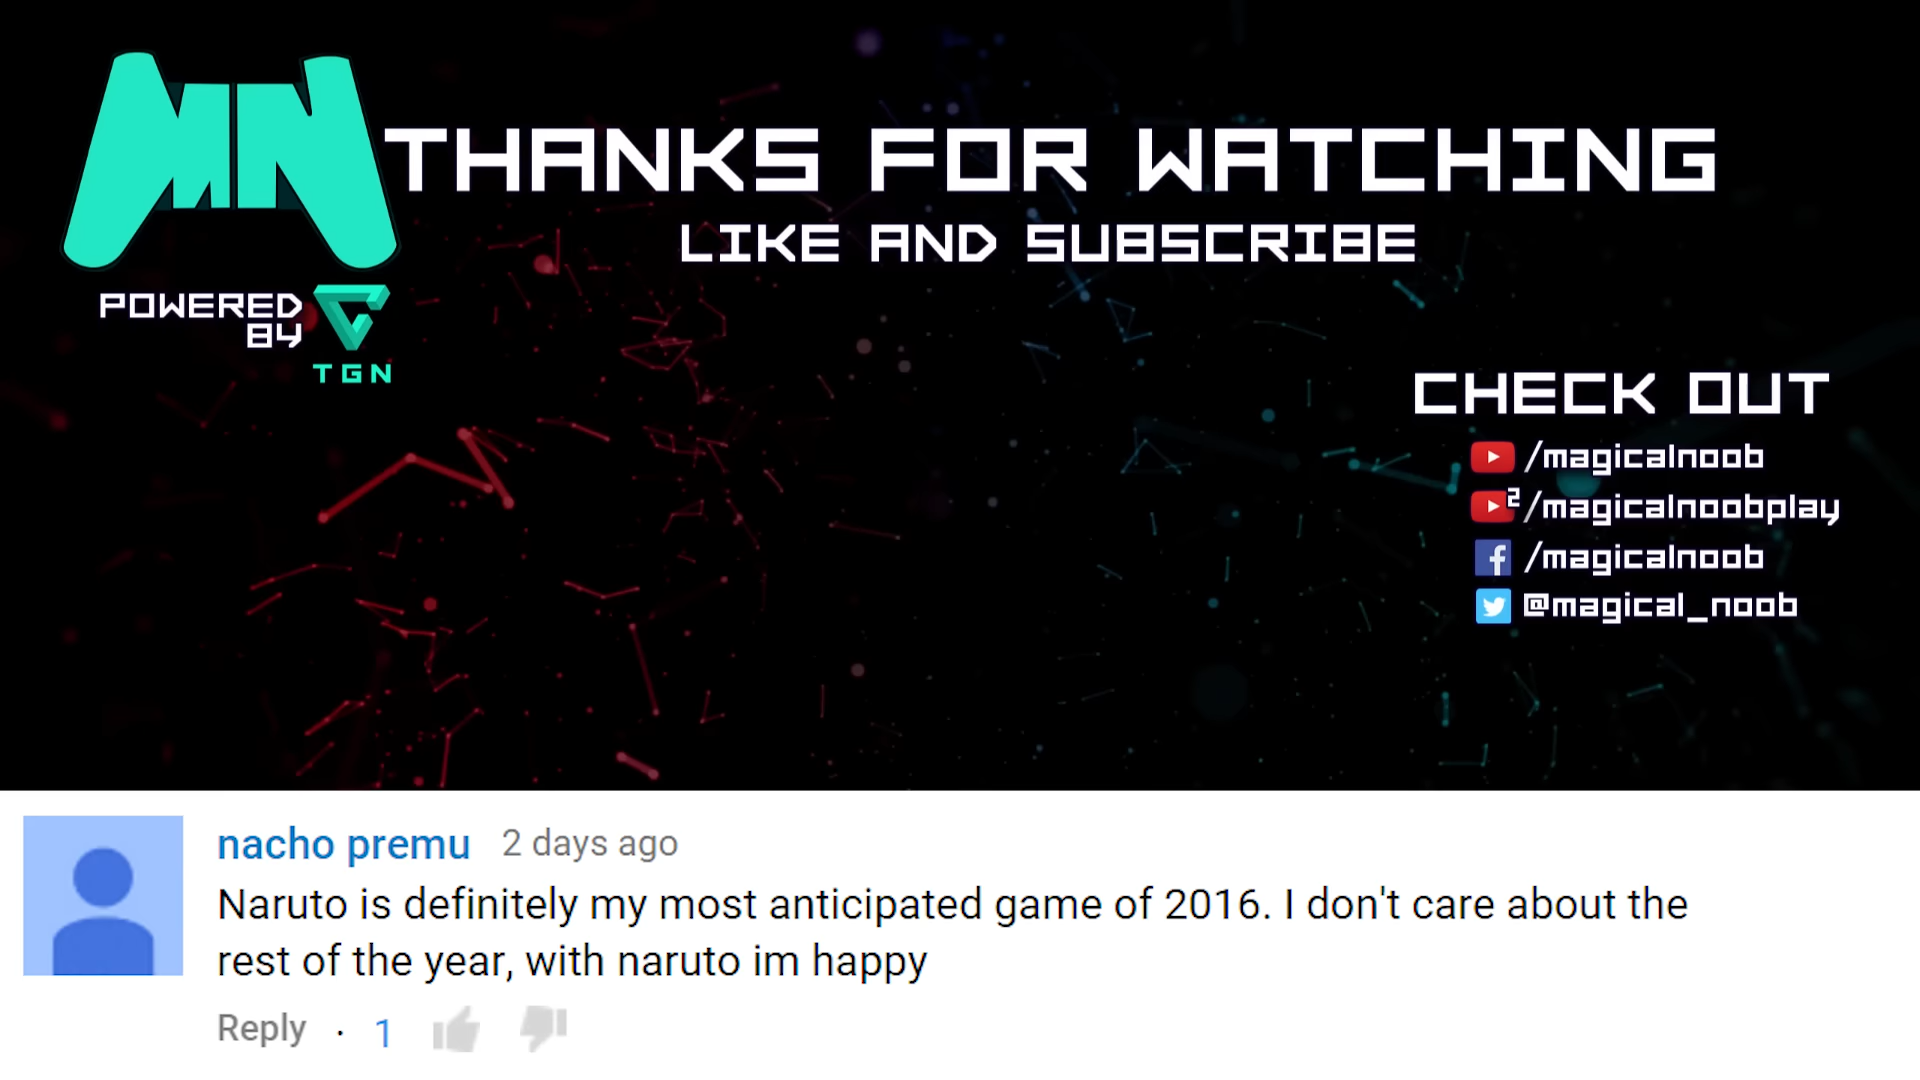 MN
THANKS FOR WATCHING
LIKE AND SUBSCRIBE
POWERED
BY
TGN
CHECK OUT
/magicalnoob
2/magicalnoobplay
/magicalnoob
@magical_noob
nacho premu 2 days ago
Naruto is definitely my most anticipated game of 2016. I don't care about the
rest of the year, with naruto im happy
Reply · 1